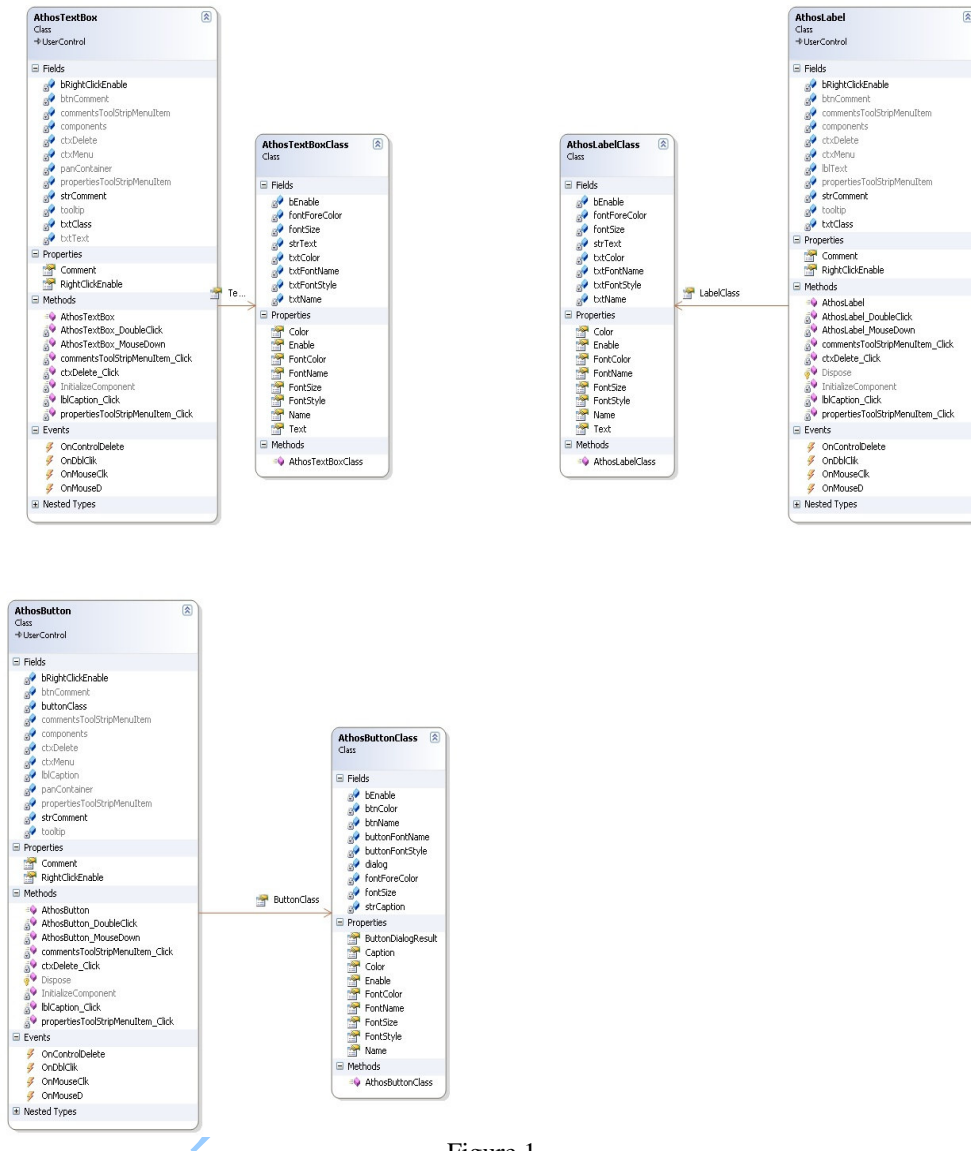 AthosTextBox
Class
UserControl
Fields
bRightClickEnable
btnComment
commentsToolStripMenuItem
components
ctxDelete
ctxMenu
panContainer
propertiesToolStripMenuItem
strComment
tooltip
txtClass
txtText
Properties
Comment
RightClickEnable
Methods
AthosTextBox
AthosTextBox_DoubleClick
AthosTextBox_MouseDown
commentsToolStripMenuItem_Click
ctxDelete_Click
InitializeComponent
lblCaption_Click
propertiesToolStripMenuItem_Click
Events
OnControlDelete
OnDblClik
OnMouseClk
OnMouseD
Nested Types
Te...
AthosTextBoxClass
Class
Fields
bEnable
fontForeColor
fontSize
strText
txtColor
txtFontName
txtFontStyle
txtName
Properties
Color
Enable
FontColor
FontName
FontSize
FontStyle
Name
Text
Methods
AthosTextBoxClass
AthosLabelClass
Class
Fields
bEnable
fontForeColor
fontSize
strText
txtColor
txtFontName
txtFontStyle
txtName
Properties
Color
Enable
FontColor
FontName
FontSize
FontStyle
Name
Text
Methods
AthosLabelClass
LabelClass
AthosLabel
Class
UserControl
Fields
bRightClickEnable
btnComment
commentsToolStripMenuItem
components
ctxDelete
ctxMenu
lblText
propertiesToolStripMenuItem
strComment
tooltip
txtClass
Properties
Comment
RightClickEnable
Methods
AthosLabel
AthosLabel_DoubleClick
AthosLabel_MouseDown
commentsToolStripMenuItem_Click
ctxDelete_Click
Dispose
InitializeComponent
lblCaption_Click
propertiesToolStripMenuItem_Click
Events
OnControlDelete
OnDblClik
OnMouseClk
OnMouseD
Nested Types
AthosButton
Class
UserControl
Fields
bRightClickEnable
btnComment
buttonClass
commentsToolStripMenuItem
components
ctxDelete
ctxMenu
lblCaption
panContainer
propertiesToolStripMenuItem
strComment
tooltip
Properties
Comment
RightClickEnable
Methods
AthosButton
AthosButton_DoubleClick
AthosButton_MouseDown
commentsToolStripMenuItem_Click
ctxDelete_Click
Dispose
InitializeComponent
lblCaption_Click
propertiesToolStripMenuItem_Click
Events
OnControlDelete
OnDblClik
OnMouseClk
OnMouseD
Nested Types
ButtonClass
AthosButtonClass
Class
Fields
bEnable
btnColor
btnName
buttonFontName
buttonFontStyle
dialog
fontForeColor
fontSize
strCaption
Properties
ButtonDialogResult
Caption
Color
Enable
FontColor
FontName
FontSize
FontStyle
Name
Methods
AthosButtonClass
Figure 1